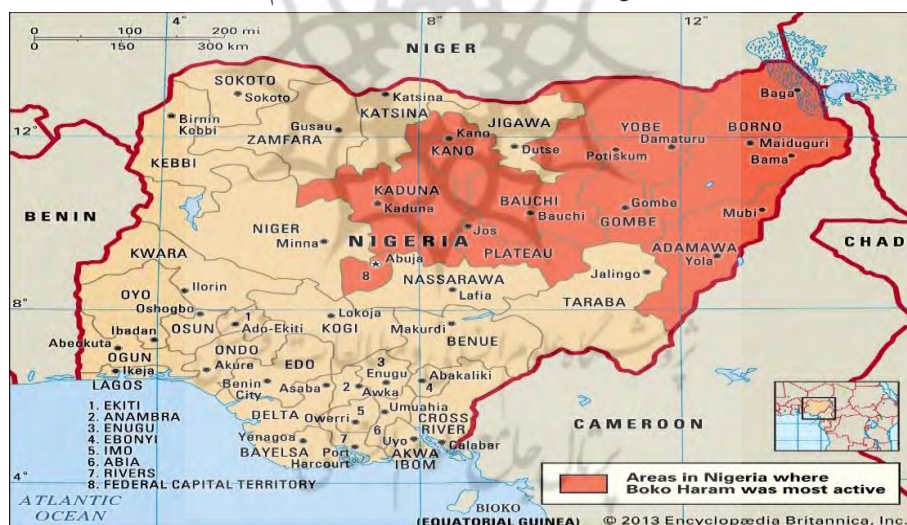 4°
8°
12°
0 100 200 mi
0 150 300 km
NIGER
SOKOTO
Sokoto
Katsina
KATSINA
Birnin
Kebbi
Gusau
ZAMFARA
KEBBI
JIGAWA
Kano
KANO
Dutse
YOBE
Damaturu
Potiskum
Baga
BORNO
Maiduguri
Bama
12°
12°
KADUNA
Kaduna
BAUCHI
Bauchi
Gombe
GOMBE
Mubi
BENIN
NIGER
Minna
NIGERIA
Jos
PLATEAU
ADAMAWA
Yola
CHAD
KWARA
8
Abuja
NASSARAWA
Lafia
Jalingo
TARABA
8°
8°
OYO
Ilorin
Oshogbo
1
Lokoja
KOGI
Makurdi
BENUE
Ibadan
OSUN
Ado-Ekiti
Abeokuta
OGUN
Ikeja
ONDO
Akure
EDO
3
Enugu
Abakaliki
LAGOS
Benin
City
Asaba
2
Awka
4
DELTA
Owerri
5
Umuahia
6
CROSS
RIVER
Yenagoa
BAYELSA
7
Port
Harcourt
Uyo
AKWA
IBOM
Calabar
CAMEROON
1. EKITI
2 ANAMBRA
3 ENUGU
4. EBONYI
5. IMO
6. ABIA
7. RIVERS
8. FEDERAL CAPITAL TERRITORY
4°
4°
ATLANTIC
OCEAN
BIOKO
(EQUATORIAL GUINEA)
Areas in Nigeria where
Boko Haram was most active
© 2013 Encyclopædia Britannica, Inc